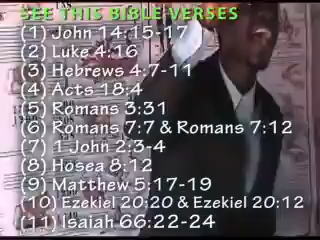 SEE THIS BIBLE VERSES
(1) John 14:15-17
(2) Luke 4:16
(3) Hebrews 4:7-11
(4) Acts 18:4
(5) Romans 3:31
(6) Romans 7:7 & Romans 7:12
(7) 1 John 2:3-4
(8) Hosea 8:12
(9) Matthew 5:17-19
(10) Ezekiel 20:20 & Ezekiel 20:12
(11) Isaiah 66:22-24